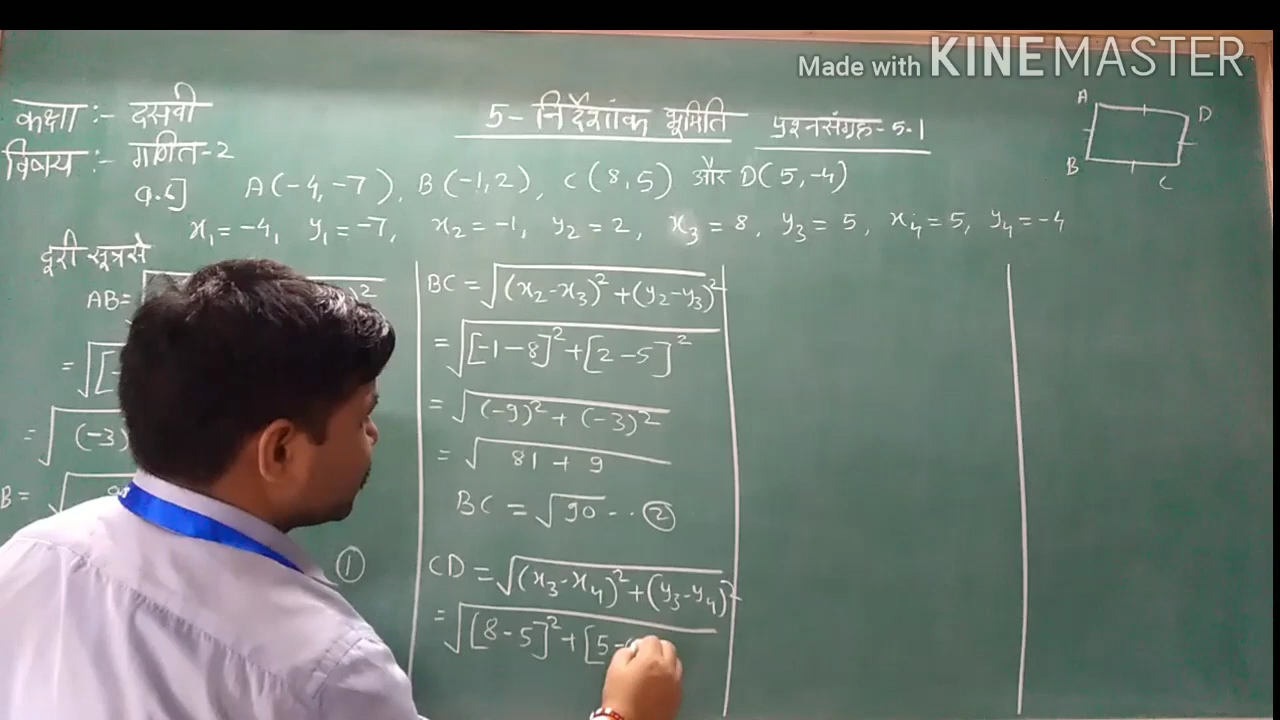 Made with KINEMASTER
कक्षा :- दसवी
विषय :- गणित-2
5- निर्देशांक भूमिति प्रश्नसंग्रह - 5.1
A
D
B
C
Q.6] A(-4,-7), B(-1,2), C(8,5) और D(5,-4)
x₁=-4, y₁=-7, x₂=-1, y₂=2, x₃=8, y₃=5, x₄=5, y₄=-4
दूरी सूत्रसे
AB=
= √[-
= √(-3)
B = √
①
BC = √(x₂-x₃)²+(y₂-y₃)²
= √[-1-8]²+[2-5]²
= √(-9)²+(-3)²
= √81+9
BC = √90 -.. ②
CD = √(x₃-x₄)²+(y₃-y₄)²
= √[8-5]²+[5-